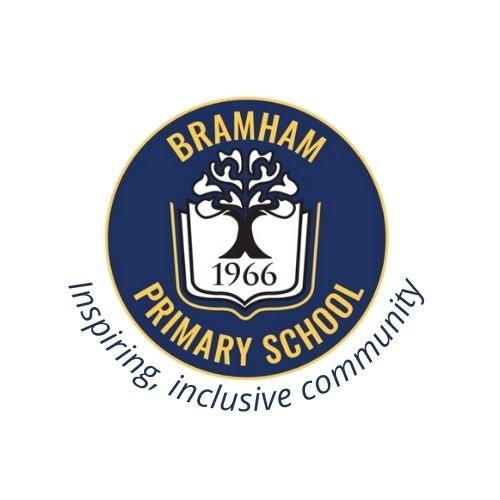 BRAMHAM
1966
PRIMARY SCHOOL
Inspiring, inclusive community